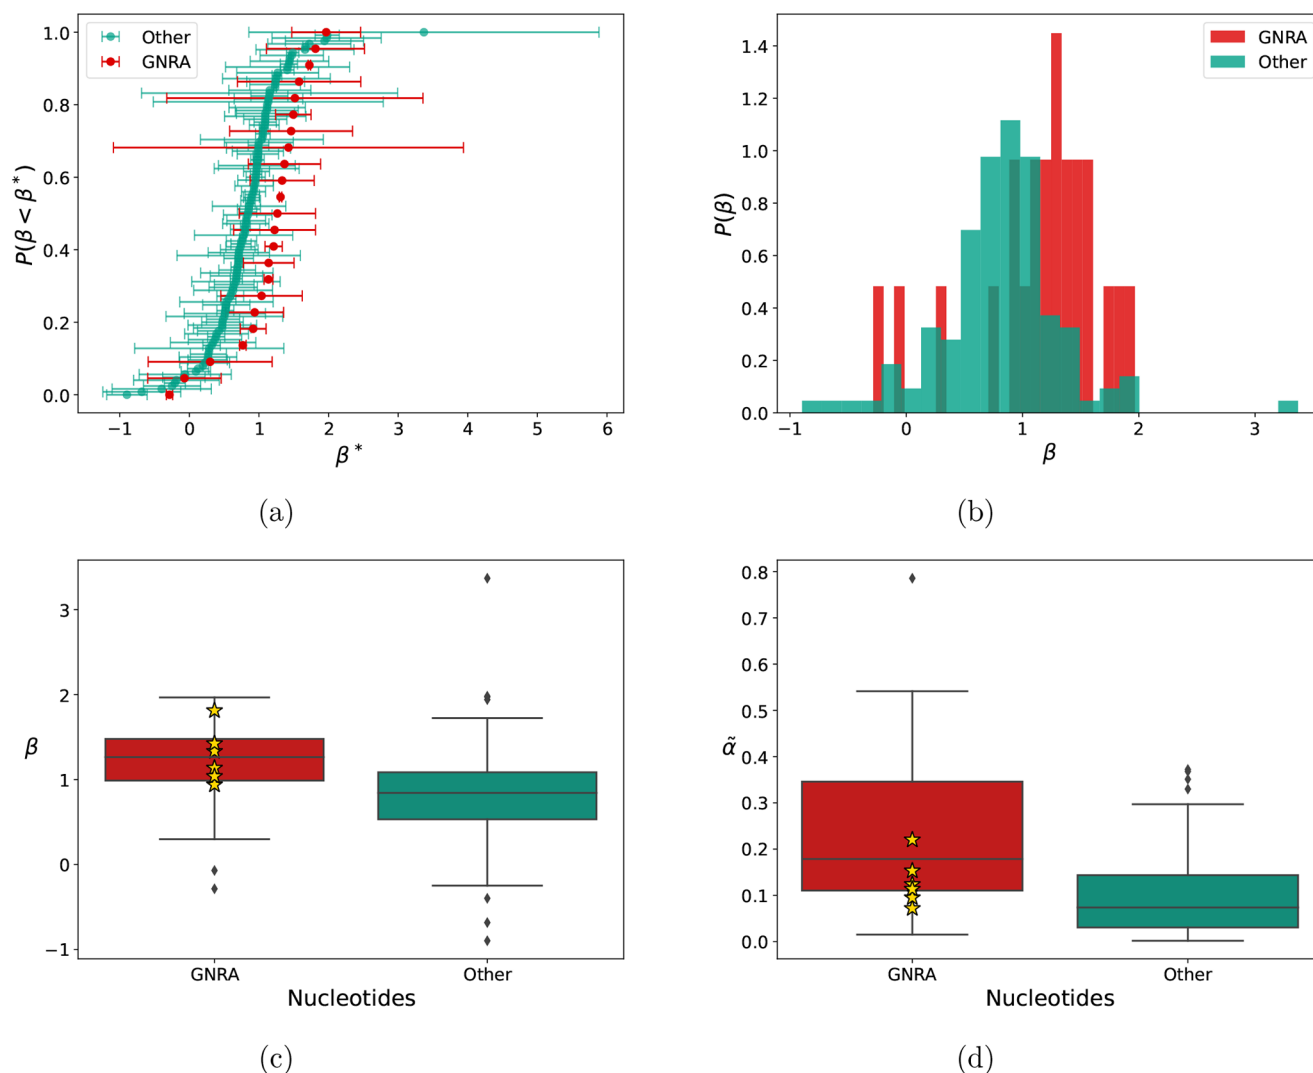 1.0
0.8
0.6
0.4
0.2
0.0
P(β < β*)
Other
GNRA
−1 0 1 2 3 4 5 6
β*
(a)
1.4
1.2
1.0
0.8
0.6
0.4
0.2
0.0
P(β)
GNRA
Other
-1 0 1 2 3
β
(b)
3
2
1
0
−1
β
GNRA Other
Nucleotides
(c)
0.8
0.7
0.6
0.5
0.4
0.3
0.2
0.1
0.0
α̃
GNRA Other
Nucleotides
(d)